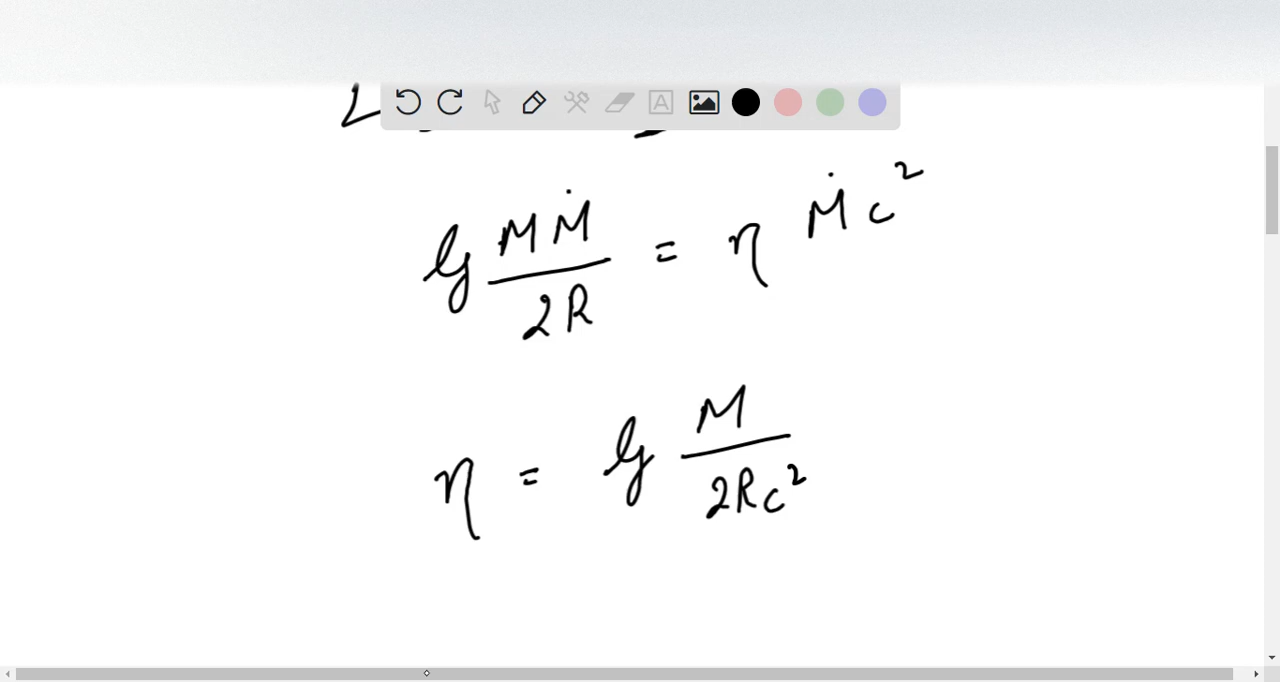 G MṀ / 2R = η Ṁc²
η = G M / 2Rc²